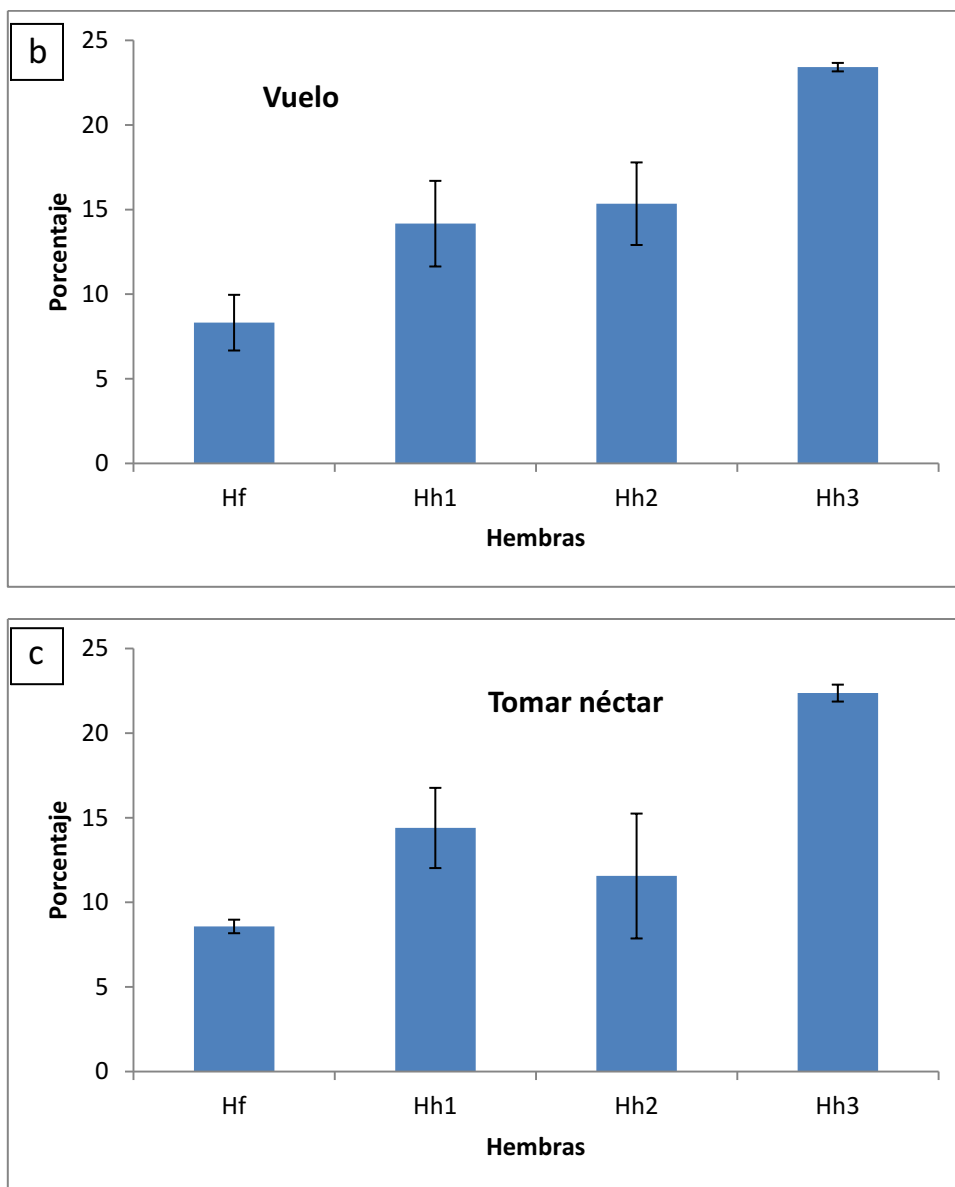 b
Vuelo
25
20
15
10
5
0
Porcentaje
Hf Hh1 Hh2 Hh3
Hembras
c
Tomar néctar
25
20
15
10
5
0
Porcentaje
Hf Hh1 Hh2 Hh3
Hembras